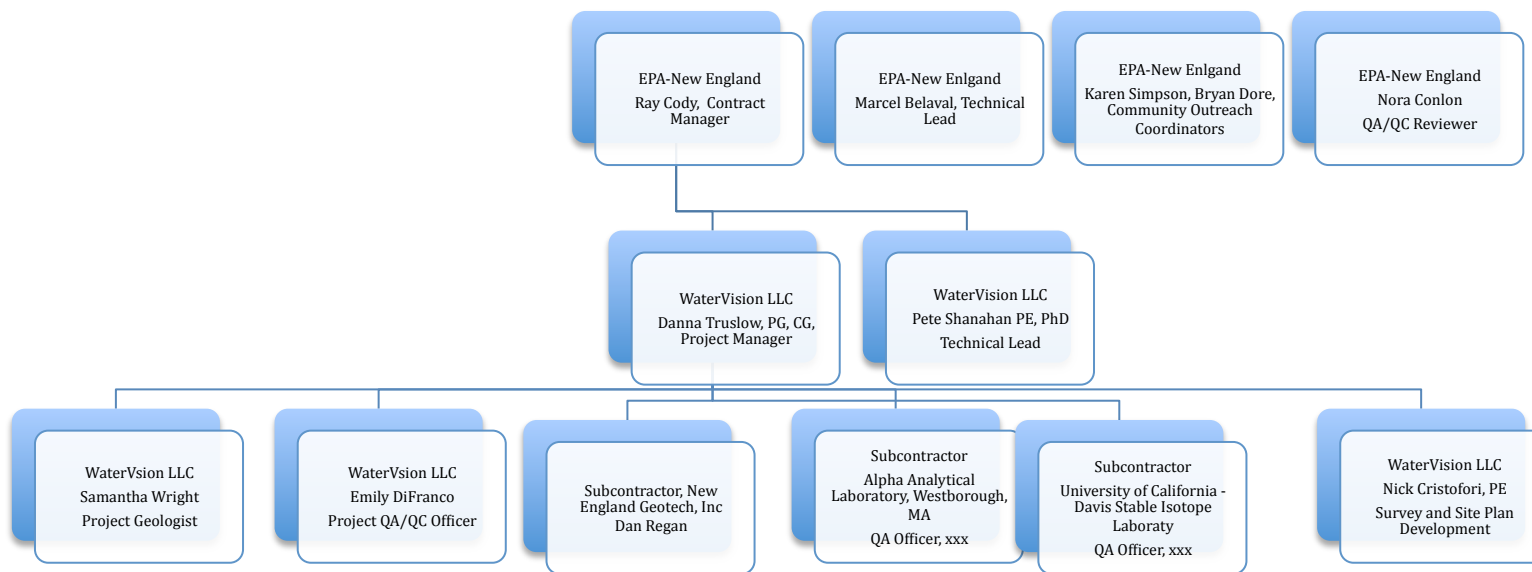 EPA-New England
Ray Cody, Contract
Manager
EPA-New Enlgand
Marcel Belaval, Technical
Lead
EPA-New Enlgand
Karen Simpson, Bryan Dore,
Community Outreach
Coordinators
EPA-New England
Nora Conlon
QA/QC Reviewer
WaterVision LLC
Danna Truslow, PG, CG,
Project Manager
WaterVision LLC
Pete Shanahan PE, PhD
Technical Lead
WaterVsion LLC
Samantha Wright
Project Geologist
WaterVsion LLC
Emily DiFranco
Project QA/QC Officer
Subcontractor, New
England Geotech, Inc
Dan Regan
Subcontractor
Alpha Analytical
Laboratory, Westborough,
MA
QA Officer, xxx
Subcontractor
University of California -
Davis Stable Isotope
Laboraty
QA Officer, xxx
WaterVision LLC
Nick Cristofori, PE
Survey and Site Plan
Development